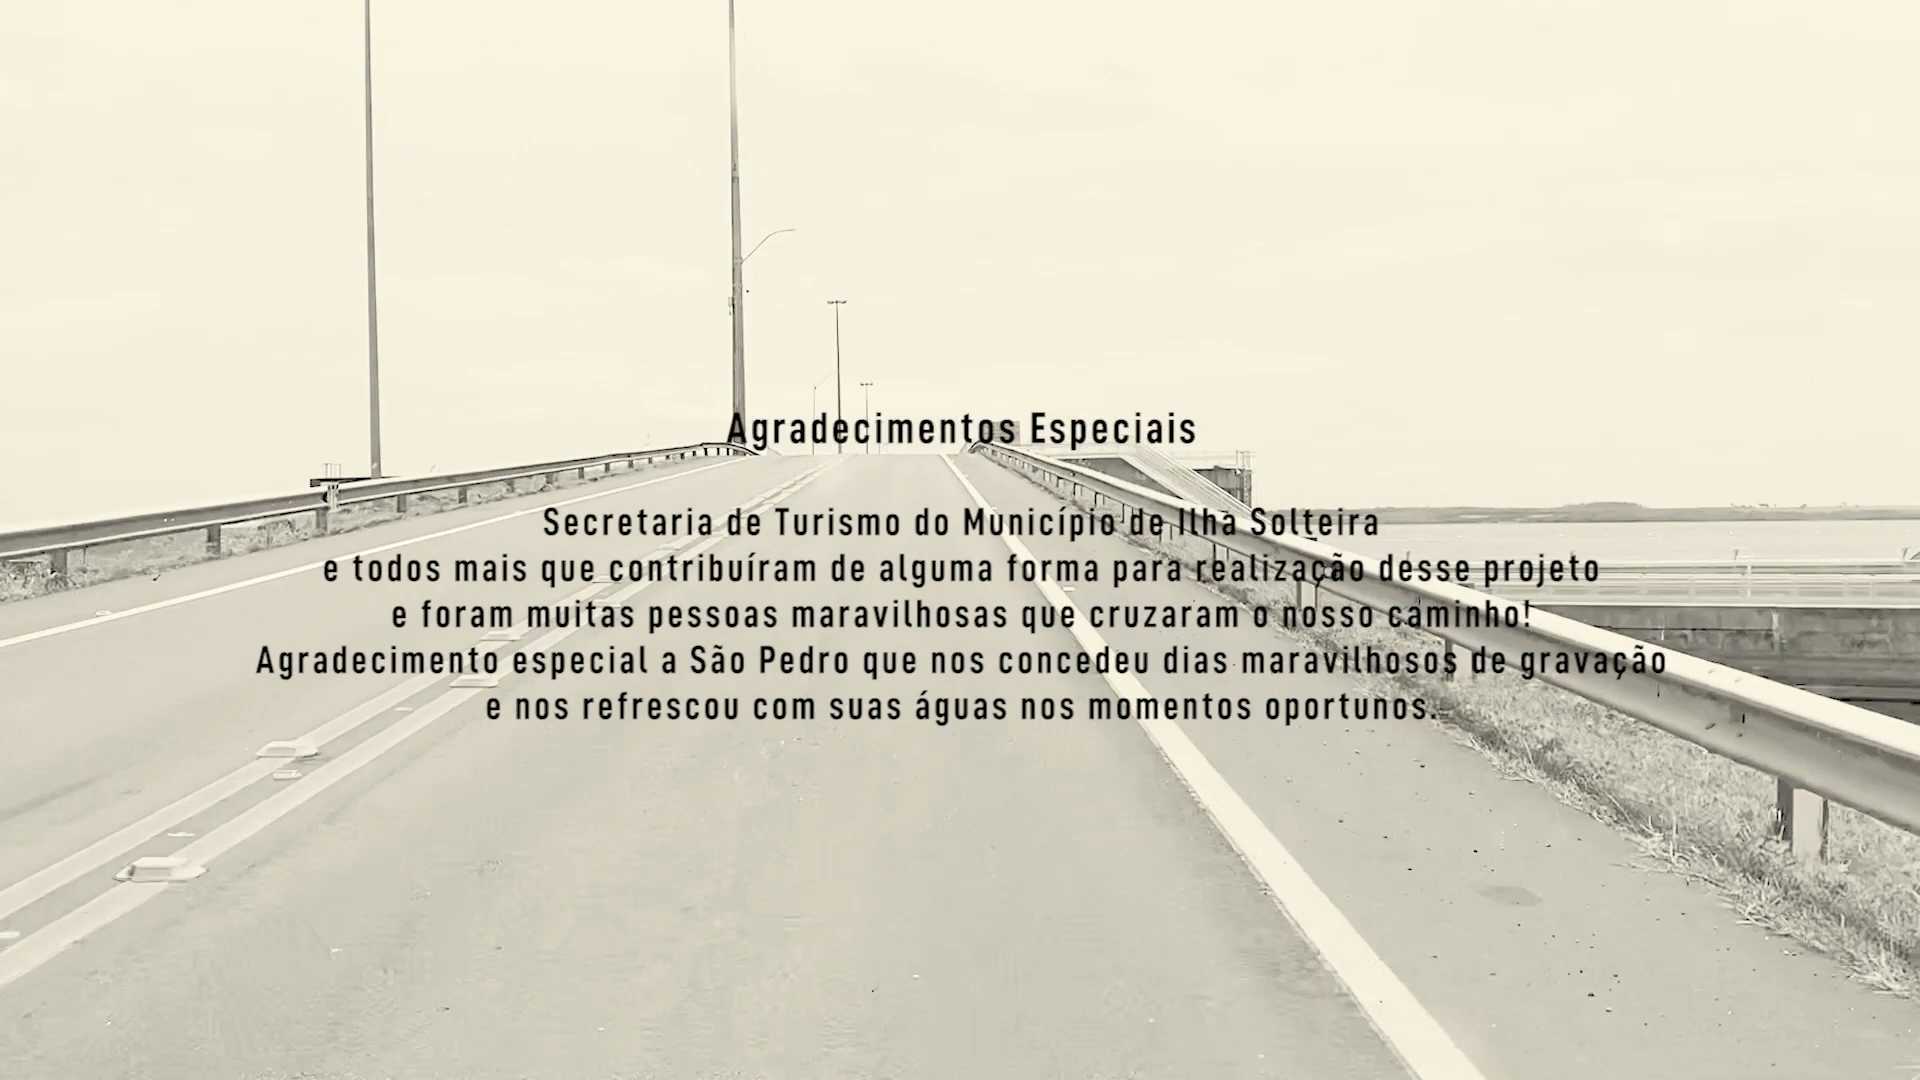 Agradecimentos Especiais
Secretaria de Turismo do Município de Ilha Solteira
e todos mais que contribuíram de alguma forma para realização desse projeto
e foram muitas pessoas maravilhosas que cruzaram o nosso caminho!
Agradecimento especial a São Pedro que nos concedeu dias maravilhosos de gravação
e nos refrescou com suas águas nos momentos oportunos.